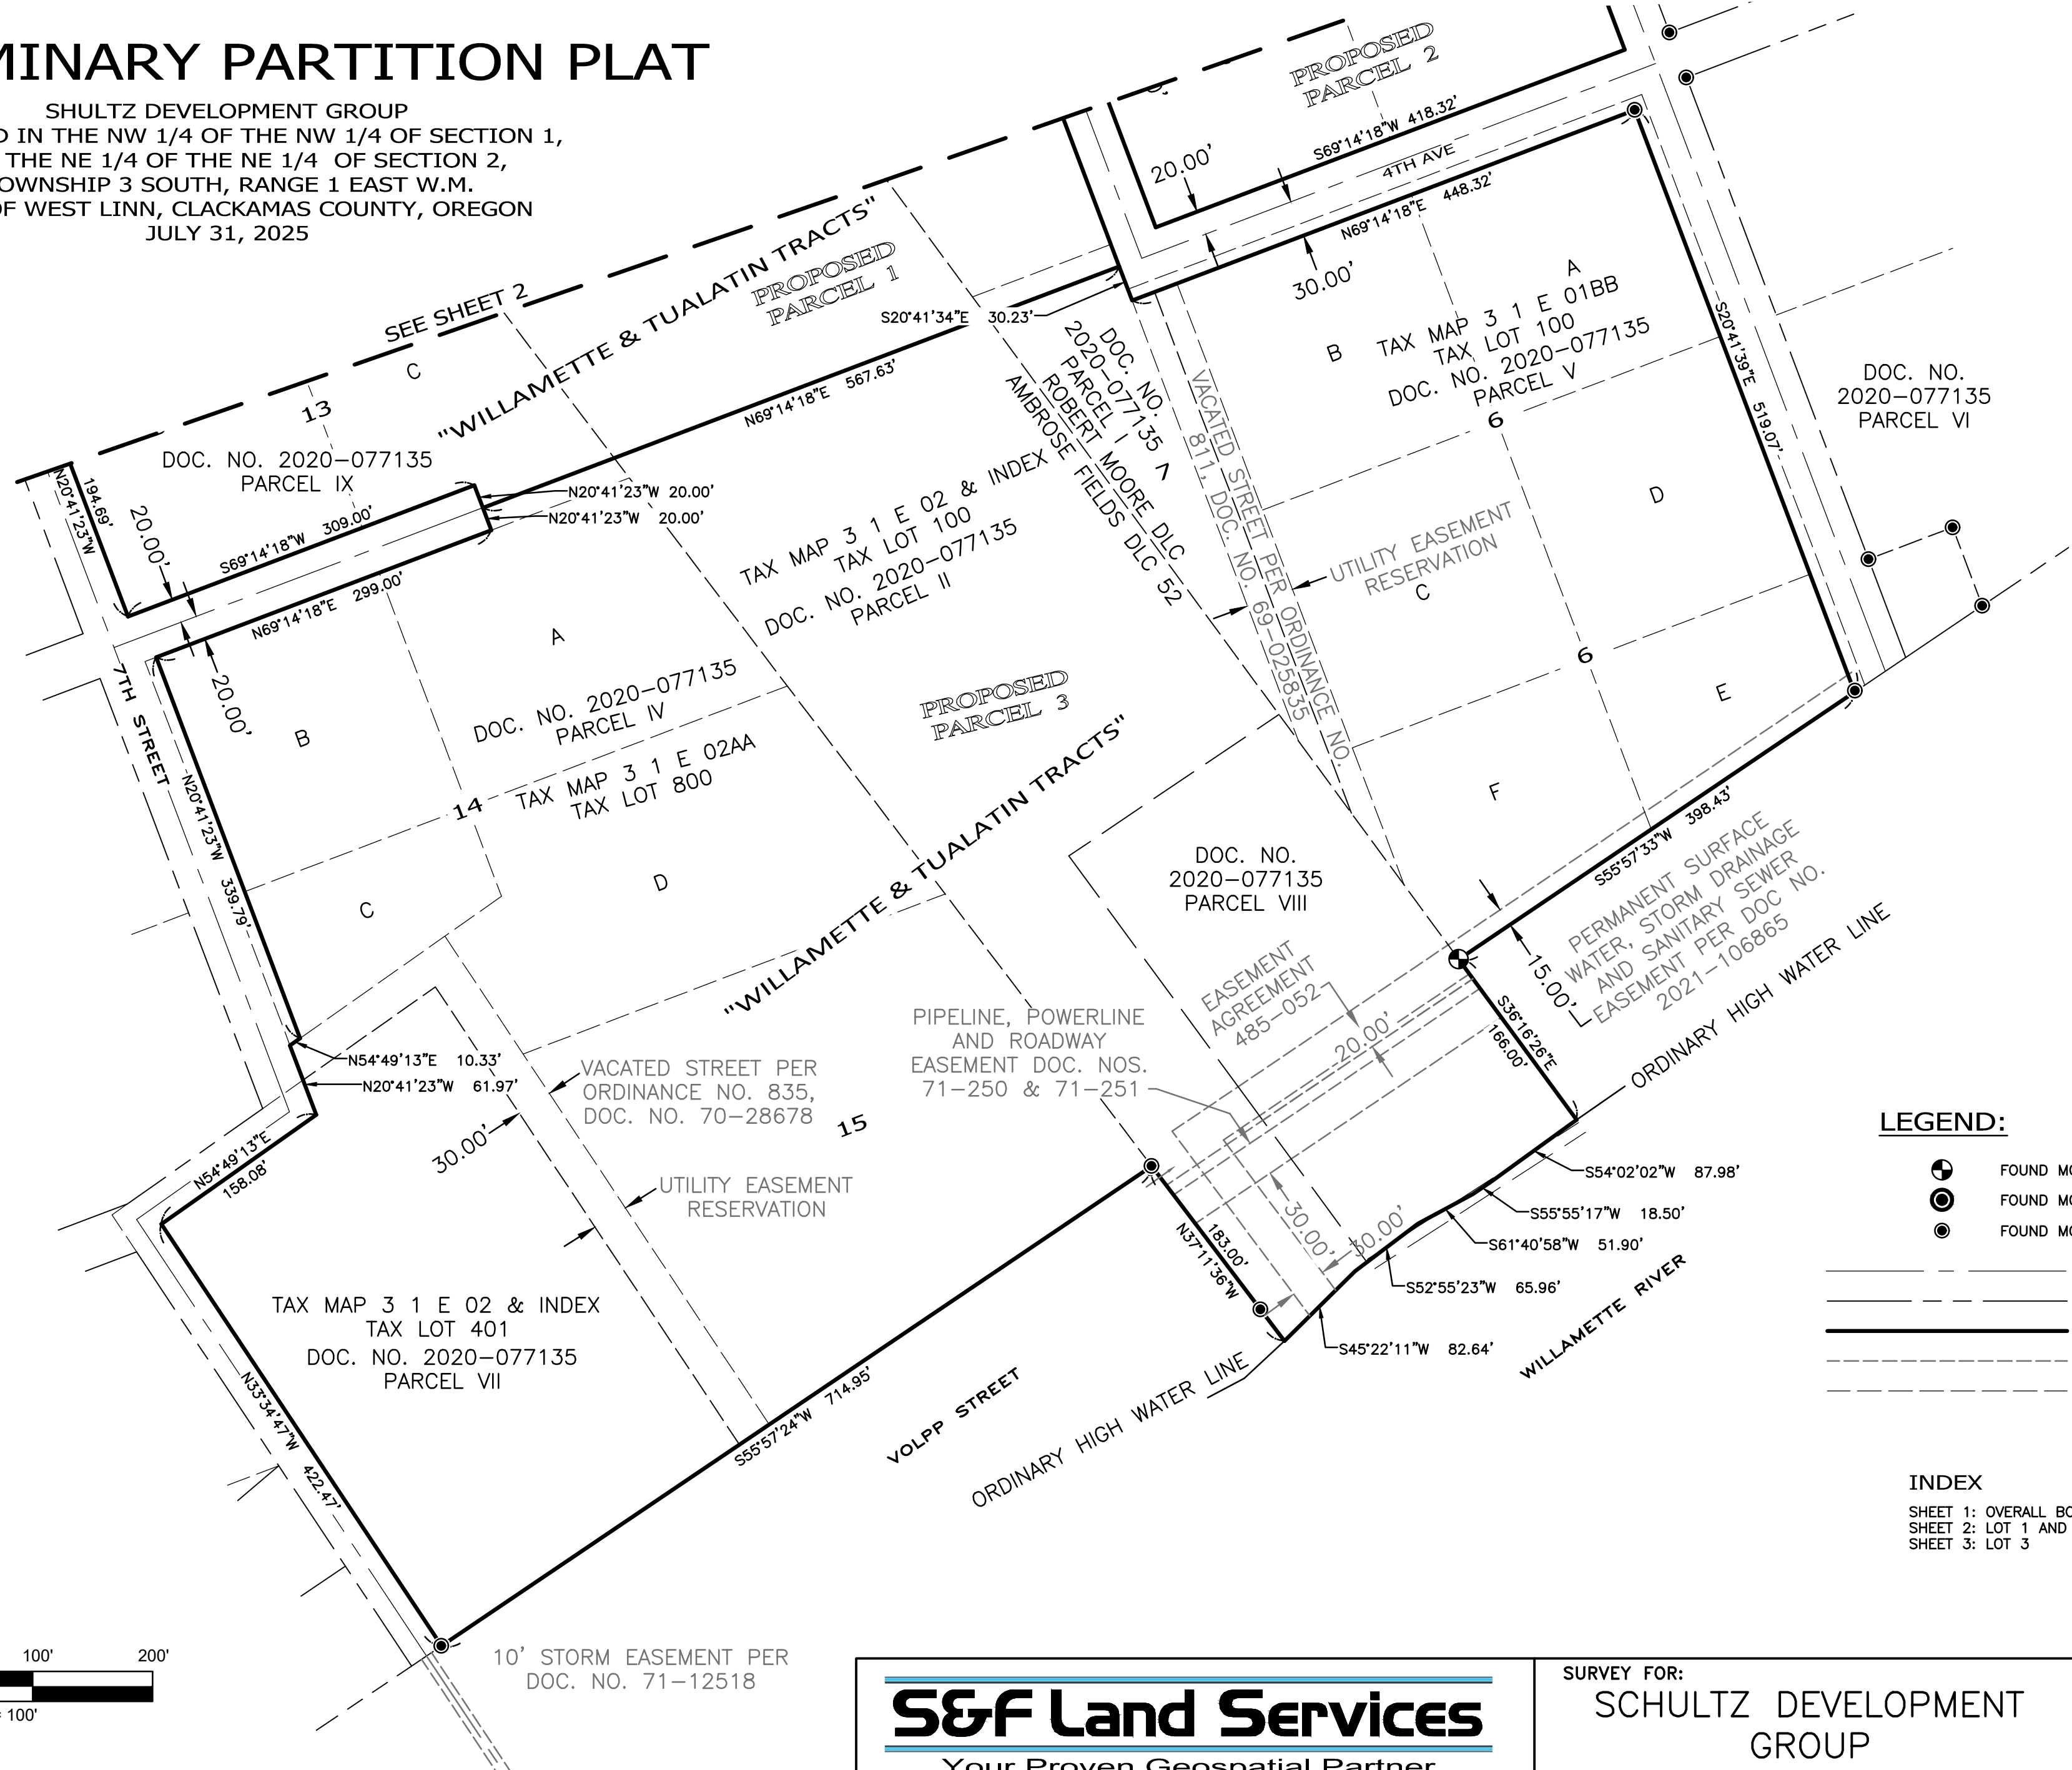 MINARY PARTITION PLAT
SHULTZ DEVELOPMENT GROUP
D IN THE NW 1/4 OF THE NW 1/4 OF SECTION 1,
THE NE 1/4 OF THE NE 1/4 OF SECTION 2,
OWNSHIP 3 SOUTH, RANGE 1 EAST W.M.
OF WEST LINN, CLACKAMAS COUNTY, OREGON
JULY 31, 2025
PROPOSED
PARCEL 2
S69°14'18"W 418.32'
20.00'
4TH AVE
N69°14'18"E 448.32'
30.00'
SEE SHEET 2
C
13
"WILLAMETTE & TUALATIN TRACTS"
PROPOSED
PARCEL 1
S20°41'34"E 30.23'
N69°14'18"E 567.63'
DOC. NO. 2020-077135
PARCEL IX
N20°41'23"W
194.69'
20.00'
S69°14'18"W 309.00'
N20°41'23"W 20.00'
N20°41'23"W 20.00'
N69°14'18"E 299.00'
20.00'
7TH STREET
DOC. NO.
2020-077135
PARCEL I
ROBERT MOORE DLC
AMBROSE FIELDS DLC 52
VACATED STREET PER ORDINANCE NO.
811, DOC. NO. 69-025835
A
B
TAX MAP 3 1 E 01BB
TAX LOT 100
DOC. NO. 2020-077135
PARCEL V
6
S20°41'39"E 519.07'
DOC. NO.
2020-077135
PARCEL VI
D
UTILITY EASEMENT
RESERVATION
C
6
E
F
TAX MAP 3 1 E 02 & INDEX
TAX LOT 100
DOC. NO. 2020-077135
PARCEL II
A
B
DOC. NO. 2020-077135
PARCEL IV
TAX MAP 3 1 E 02AA
TAX LOT 800
14
PROPOSED
PARCEL 3
"WILLAMETTE & TUALATIN TRACTS"
N20°41'23"W 339.79'
C
D
DOC. NO.
2020-077135
PARCEL VIII
S55°57'33"W 398.43'
PERMANENT SURFACE
WATER, STORM DRAINAGE
AND SANITARY SEWER
EASEMENT PER DOC NO.
2021-106865
15.00'
ORDINARY HIGH WATER LINE
EASEMENT
AGREEMENT
485-052
20.00'
S36°16'26"E
166.00'
PIPELINE, POWERLINE
AND ROADWAY
EASEMENT DOC. NOS.
71-250 & 71-251
N54°49'13"E 10.33'
N20°41'23"W 61.97'
N54°49'13"E
158.08'
30.00'
VACATED STREET PER
ORDINANCE NO. 835,
DOC. NO. 70-28678
15
UTILITY EASEMENT
RESERVATION
TAX MAP 3 1 E 02 & INDEX
TAX LOT 401
DOC. NO. 2020-077135
PARCEL VII
N33°34'47"W 422.47'
S55°57'24"W 714.95'
N37°11'36"W
183.00'
30.00'
30.00'
S54°02'02"W 87.98'
S55°55'17"W 18.50'
S61°40'58"W 51.90'
S52°55'23"W 65.96'
S45°22'11"W 82.64'
WILLAMETTE RIVER
VOLPP STREET
ORDINARY HIGH WATER LINE
10' STORM EASEMENT PER
DOC. NO. 71-12518
LEGEND:
FOUND MO
FOUND MO
FOUND MO
INDEX
SHEET 1: OVERALL BO
SHEET 2: LOT 1 AND
SHEET 3: LOT 3
100' 200'
= 100'
S&F Land Services
Your Proven Geospatial Partner
SURVEY FOR:
SCHULTZ DEVELOPMENT
GROUP